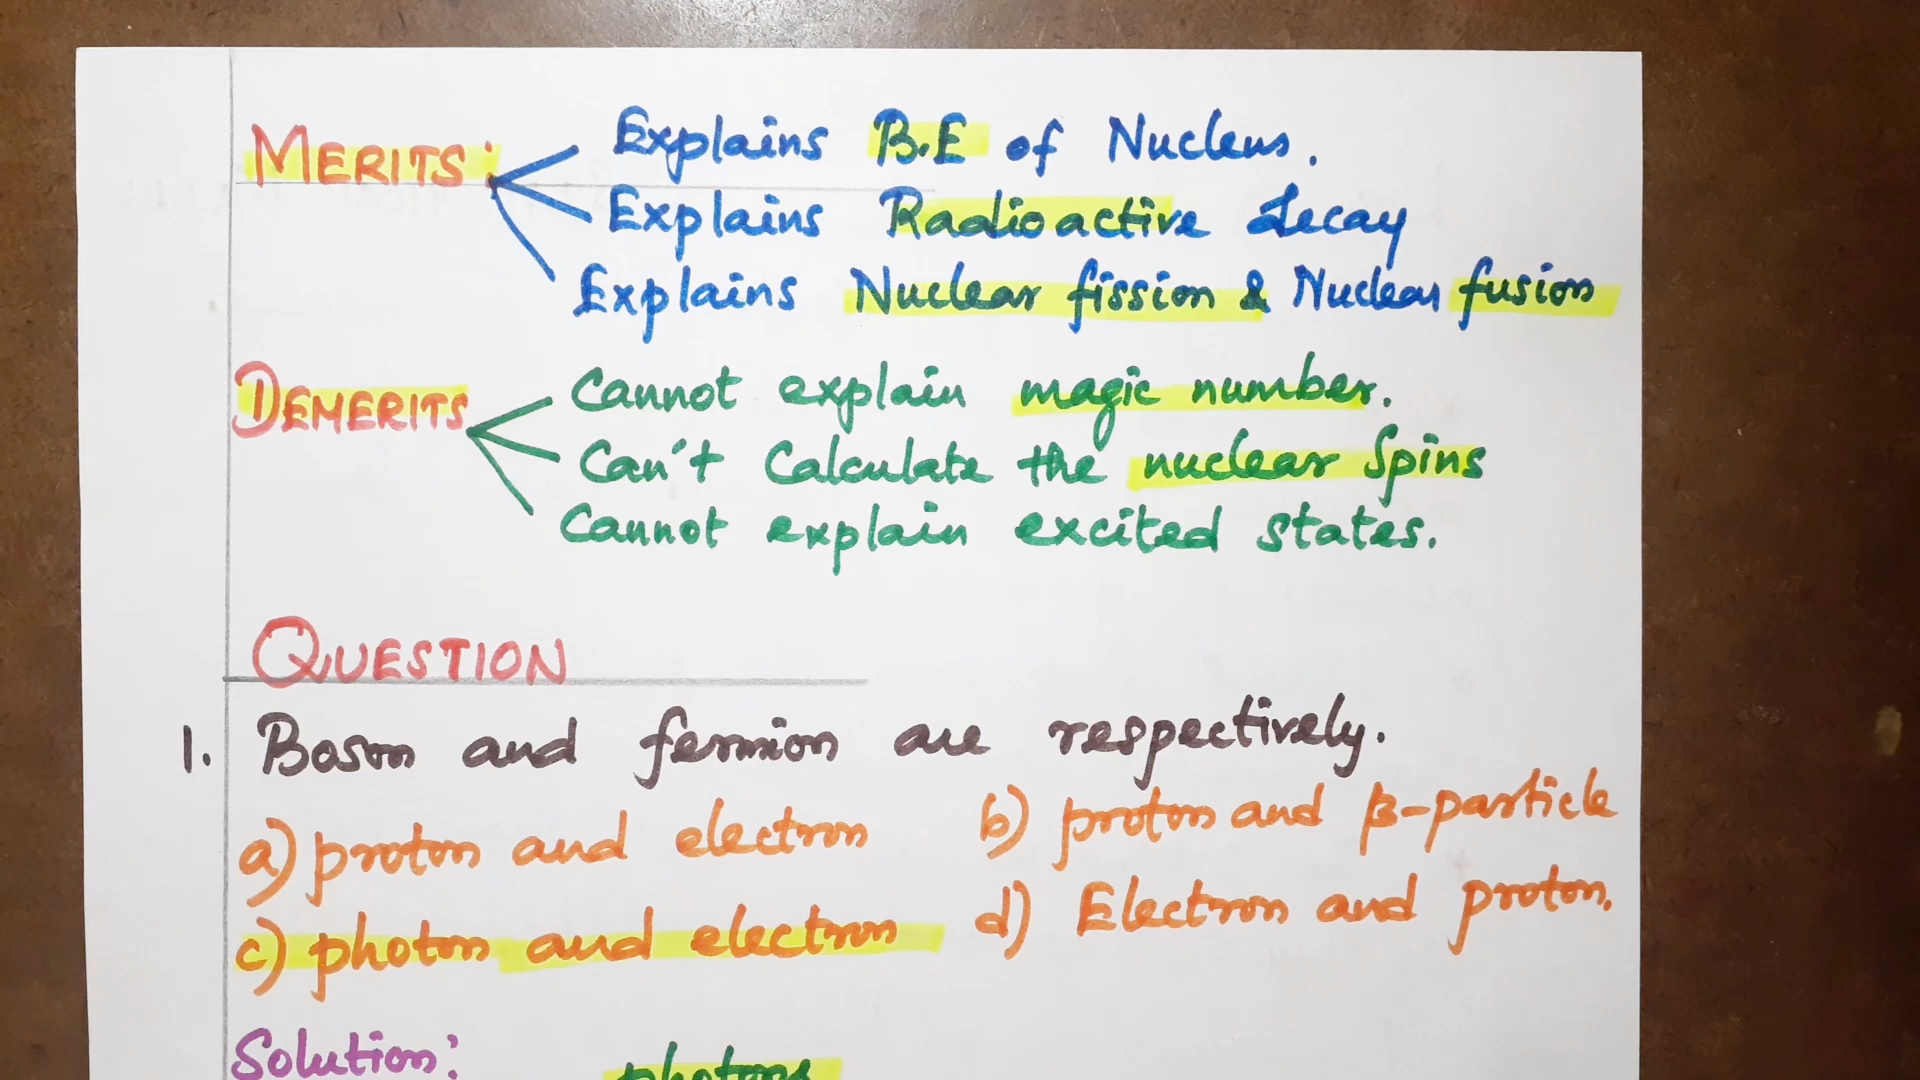 MERITS:
Explains B.E of Nucleus.
Explains Radioactive decay
Explains Nuclear fission & Nuclear fusion
DEMERITS
Cannot explain magic number.
Can't Calculate the nuclear Spins
Cannot explain excited states.
QUESTION
1. Boson and fermion are respectively.
a) proton and electron
b) proton and β-particle
c) photon and electron
d) Electron and proton.
Solution:
photons